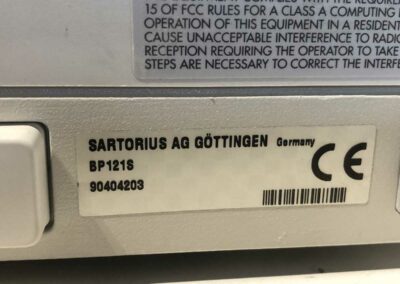 15 OF FCC RULES FOR A CLASS A COMPUTING
OPERATION OF THIS EQUIPMENT IN A RESIDENT
CAUSE UNACCEPTABLE INTERFERENCE TO RADIO
RECEPTION REQUIRING THE OPERATOR TO TAKE
STEPS ARE NECESSARY TO CORRECT THE INTERFE
SARTORIUS AG GÖTTINGEN Germany
BP121S
90404203
CE